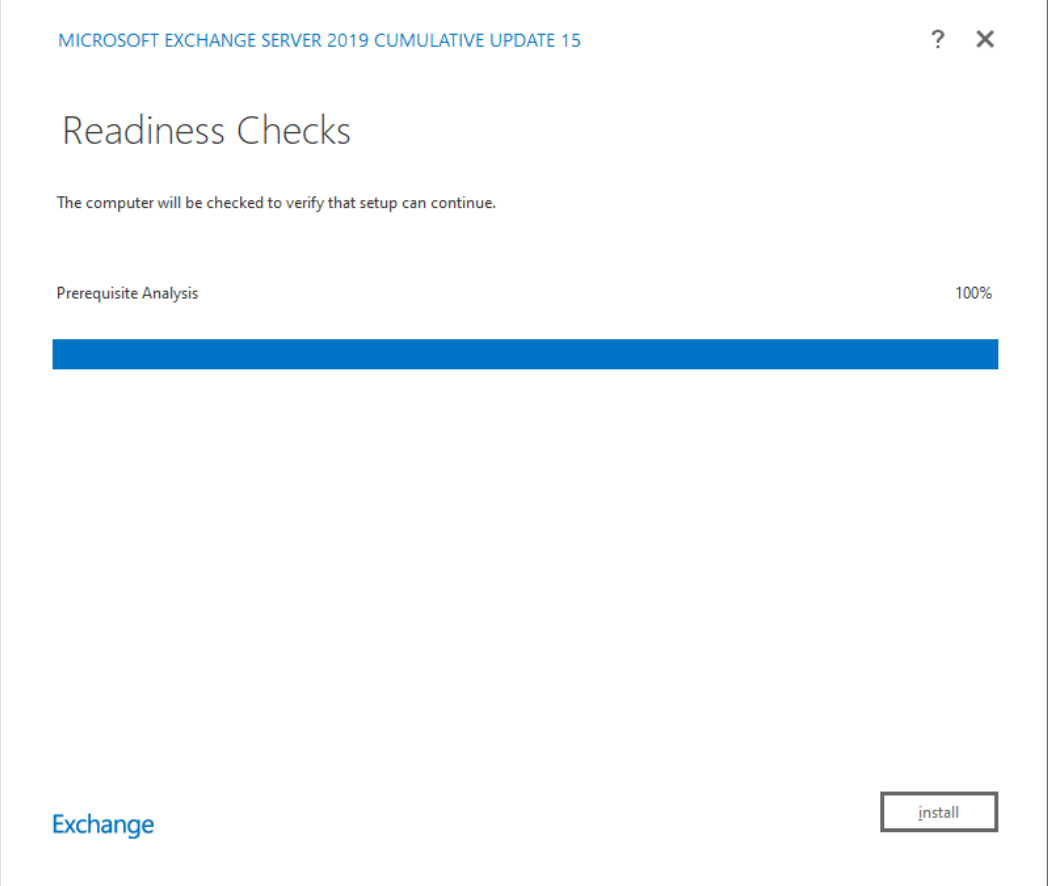 MICROSOFT EXCHANGE SERVER 2019 CUMULATIVE UPDATE 15
?
Readiness Checks
The computer will be checked to verify that setup can continue.
Prerequisite Analysis 100%
install
Exchange